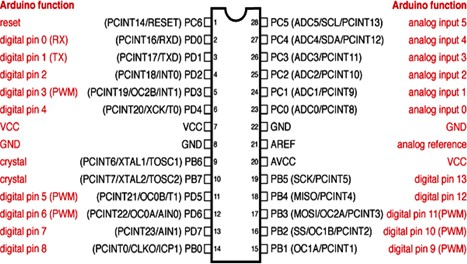 Arduino function Arduino function
reset (PCINT14/RESET) PC6 1 28 PC5 (ADC5/SCL/PCINT13) analog input 5
digital pin 0 (RX) (PCINT16/RXD) PD0 2 27 PC4 (ADC4/SDA/PCINT12) analog input 4
digital pin 1 (TX) (PCINT17/TXD) PD1 3 26 PC3 (ADC3/PCINT11) analog input 3
digital pin 2 (PCINT18/INT0) PD2 4 25 PC2 (ADC2/PCINT10) analog input 2
digital pin 3 (PWM) (PCINT19/OC2B/INT1) PD3 5 24 PC1 (ADC1/PCINT9) analog input 1
digital pin 4 (PCINT20/XCK/T0) PD4 6 23 PC0 (ADC0/PCINT8) analog input 0
VCC VCC 7 22 GND GND
GND GND 8 21 AREF analog reference
crystal (PCINT6/XTAL1/TOSC1) PB6 9 20 AVCC VCC
crystal (PCINT7/XTAL2/TOSC2) PB7 10 19 PB5 (SCK/PCINT5) digital pin 13
digital pin 5 (PWM) (PCINT21/OC0B/T1) PD5 11 18 PB4 (MISO/PCINT4) digital pin 12
digital pin 6 (PWM) (PCINT22/OC0A/AIN0) PD6 12 17 PB3 (MOSI/OC2A/PCINT3) digital pin 11(PWM)
digital pin 7 (PCINT23/AIN1) PD7 13 16 PB2 (SS/OC1B/PCINT2) digital pin 10 (PWM)
digital pin 8 (PCINT0/CLKO/ICP1) PB0 14 15 PB1 (OC1A/PCINT1) digital pin 9 (PWM)